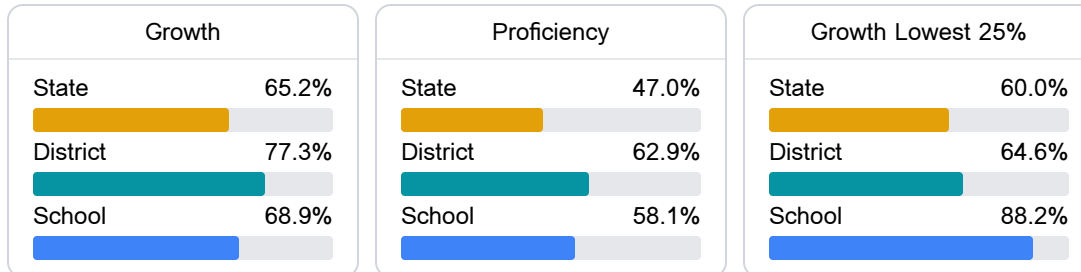 Growth
State 65.2%
District 77.3%
School 68.9%
Proficiency
State 47.0%
District 62.9%
School 58.1%
Growth Lowest 25%
State 60.0%
District 64.6%
School 88.2%